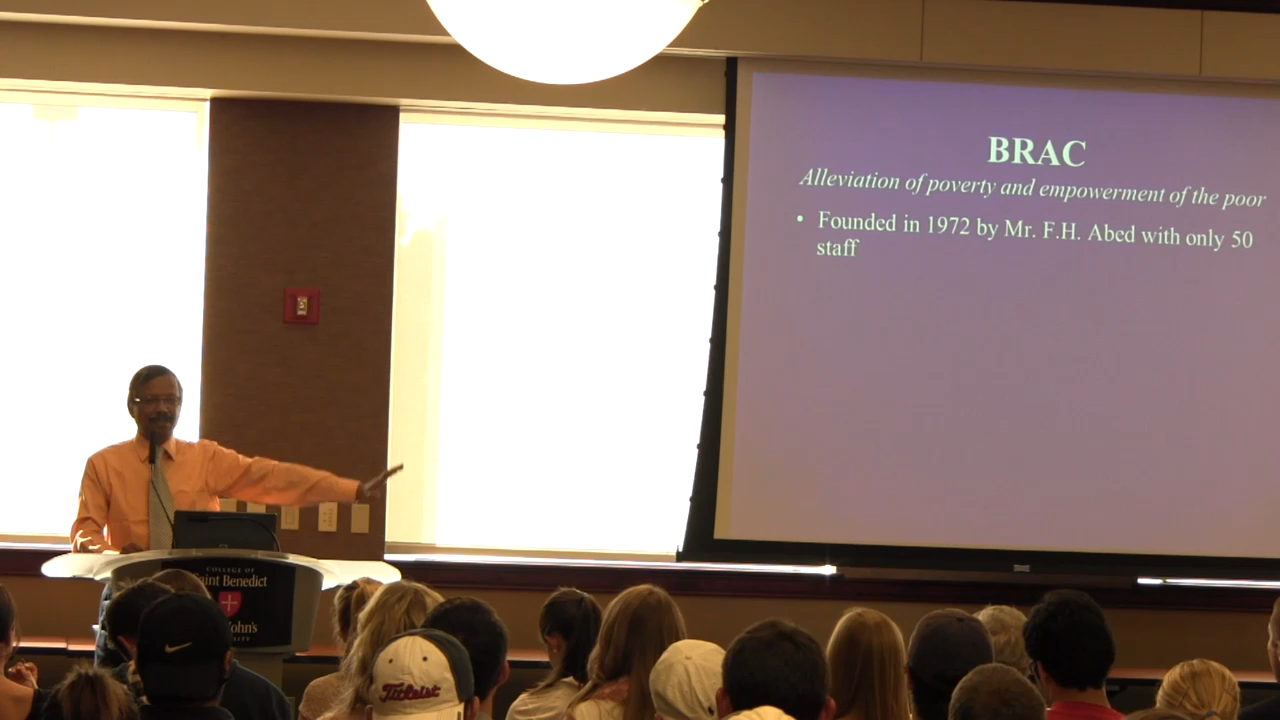 BRAC
Alleviation of poverty and empowerment of the poor
• Founded in 1972 by Mr. F.H. Abed with only 50
staff
COLLEGE OF
Saint Benedict
John's
Titleist